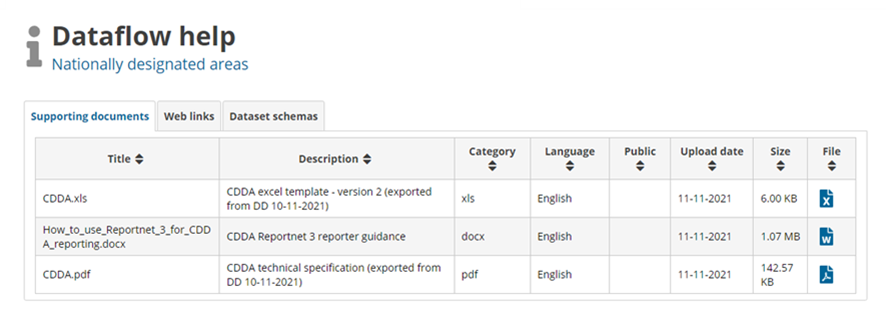 Dataflow help
Nationally designated areas
Supporting documents Web links Dataset schemas
Title Description Category Language Public Upload date Size File
CDDA.xls CDDA excel template - version 2 (exported from DD 10-11-2021) xls English 11-11-2021 6.00 KB
How_to_use_Reportnet_3_for_CDDA_reporting.docx CDDA Reportnet 3 reporter guidance docx English 11-11-2021 1.07 MB
CDDA.pdf CDDA technical specification (exported from DD 10-11-2021) pdf English 11-11-2021 142.57 KB